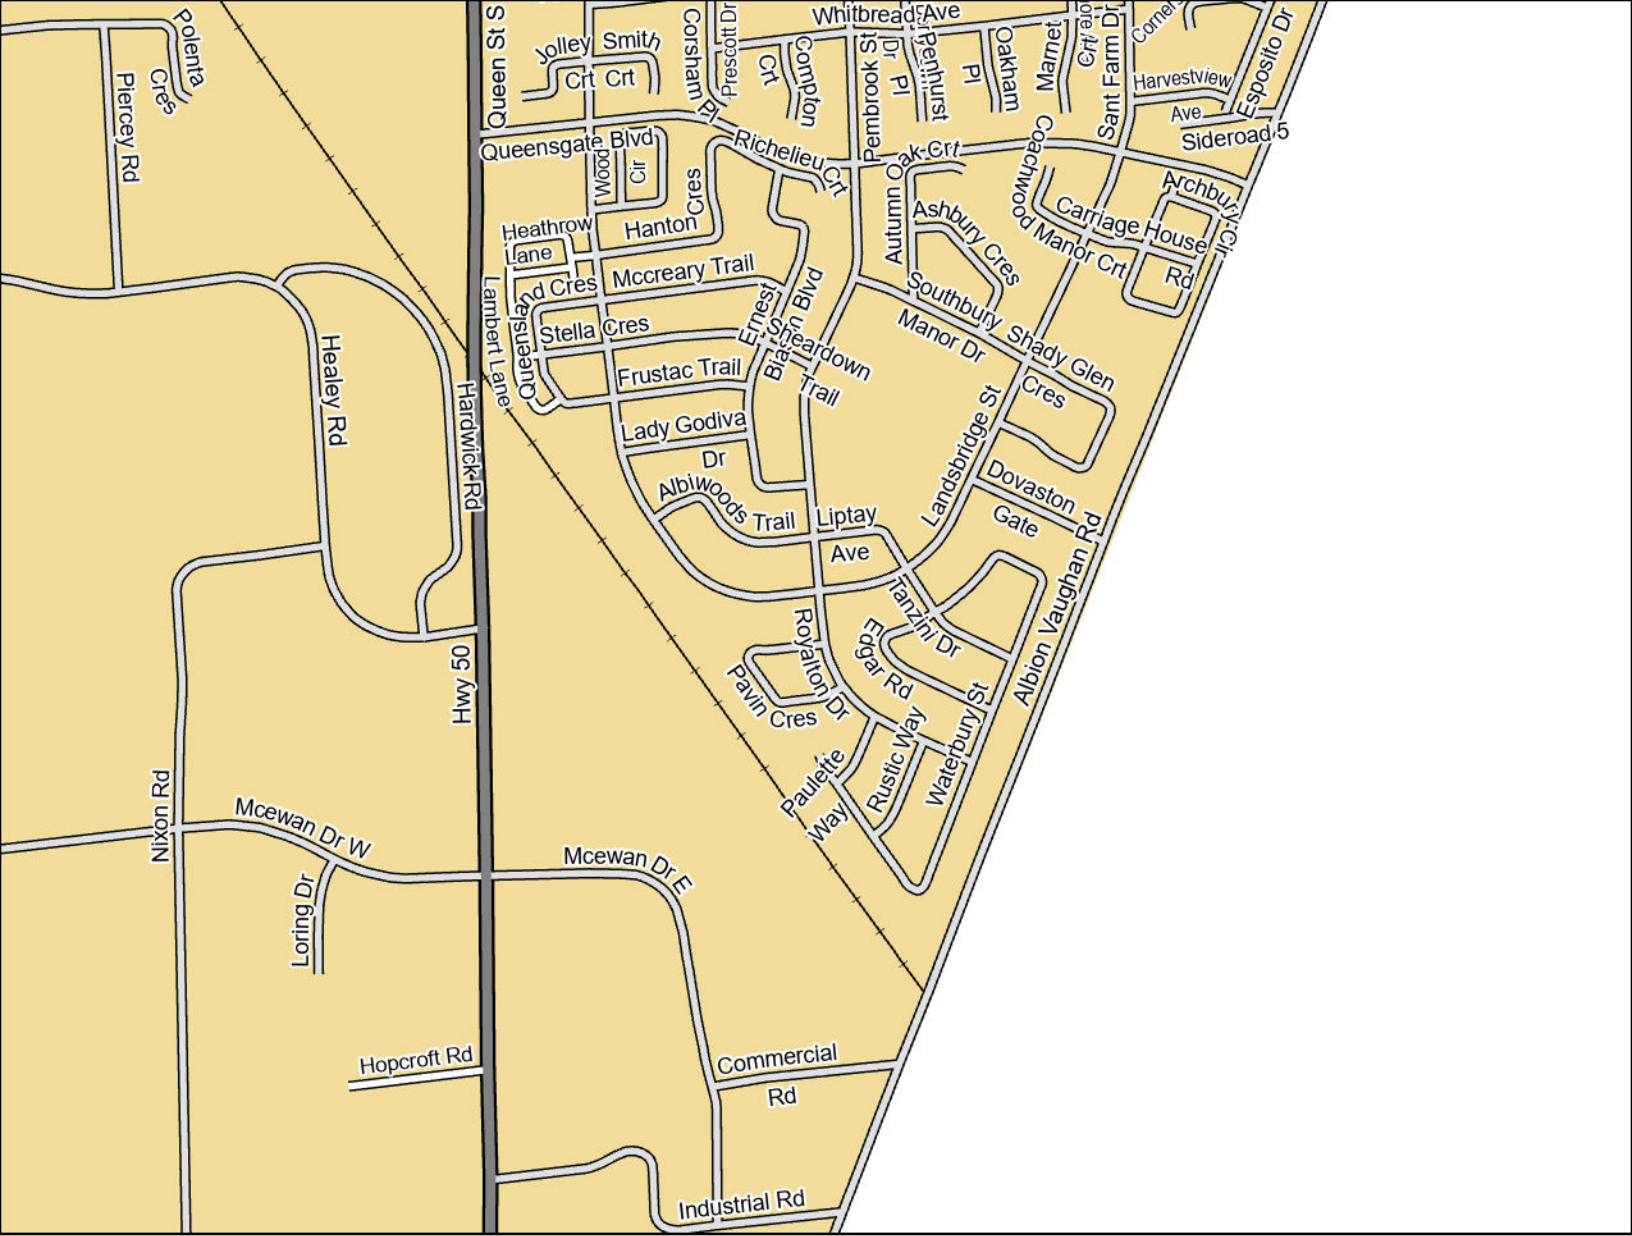 Polenta
Cres
Piercey Rd
Queen St S
Jolley
Crt
Smith
Crt
Corsham
Pl
Prescott Dr
Whitbread Ave
Crt
Compton
Pembrook St
Dr
Pl
Penhurst
Pl
Oakham
Marnet
Crt
Sant Farm Dr
Harvestview
Ave
Esposito Dr
Sideroad 5
Queensgate Blvd
Wood
Cir
Richelieu
Crt
Autumn Oak Crt
Coachwood
Archbury Cir
Carriage House
Rd
Manor Crt
Ashbury Cres
Heathrow
Lane
Hanton
Cres
Mccreary Trail
Lambert Lane
Queensland Cres
Stella Cres
Ernest
Blvd
Sheardown
Trail
Southbury
Manor Dr
Shady Glen
Cres
Frustac Trail
Healey Rd
Hardwick Rd
Lady Godiva
Dr
Landsbridge St
Albiwoods
Trail
Liptay
Ave
Dovaston
Gate
Albion Vaughan Rd
Tanzini Dr
Royalton Dr
Edgar Rd
Hwy 50
Pavin
Cres
Paulette
Way
Rustic Way
Waterbury St
Nixon Rd
Mcewan Dr W
Mcewan Dr E
Loring Dr
Hopcroft Rd
Commercial
Rd
Industrial Rd